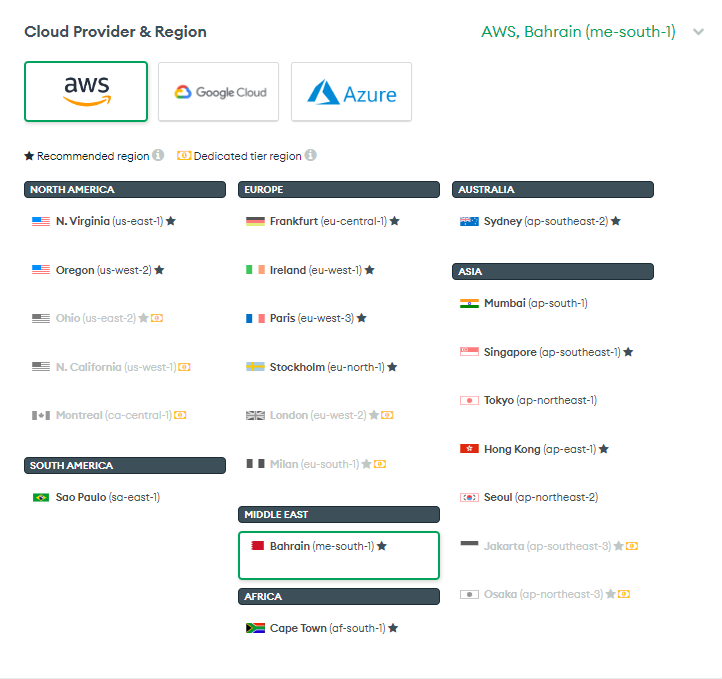 Cloud Provider & Region
AWS, Bahrain (me-south-1)
aws
Google Cloud
Azure
★ Recommended region
Dedicated tier region
NORTH AMERICA
N. Virginia (us-east-1) ★
Oregon (us-west-2) ★
Ohio (us-east-2) ★
N. California (us-west-1)
Montreal (ca-central-1)
SOUTH AMERICA
Sao Paulo (sa-east-1)
EUROPE
Frankfurt (eu-central-1) ★
Ireland (eu-west-1) ★
Paris (eu-west-3) ★
Stockholm (eu-north-1) ★
London (eu-west-2) ★
Milan (eu-south-1) ★
MIDDLE EAST
Bahrain (me-south-1) ★
AFRICA
Cape Town (af-south-1) ★
AUSTRALIA
Sydney (ap-southeast-2) ★
ASIA
Mumbai (ap-south-1)
Singapore (ap-southeast-1) ★
Tokyo (ap-northeast-1)
Hong Kong (ap-east-1) ★
Seoul (ap-northeast-2)
Jakarta (ap-southeast-3) ★
Osaka (ap-northeast-3) ★